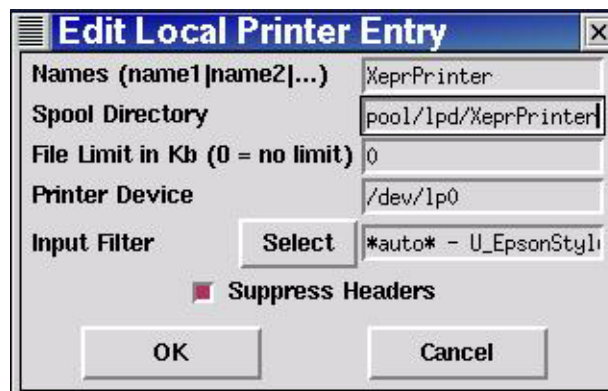 Edit Local Printer Entry
Names (name1|name2|...) XeprPrinter
Spool Directory pool/lpd/XeprPrinter
File Limit in Kb (0 = no limit) 0
Printer Device /dev/lp0
Input Filter Select *auto* - U_EpsonStyl
Suppress Headers
OK Cancel